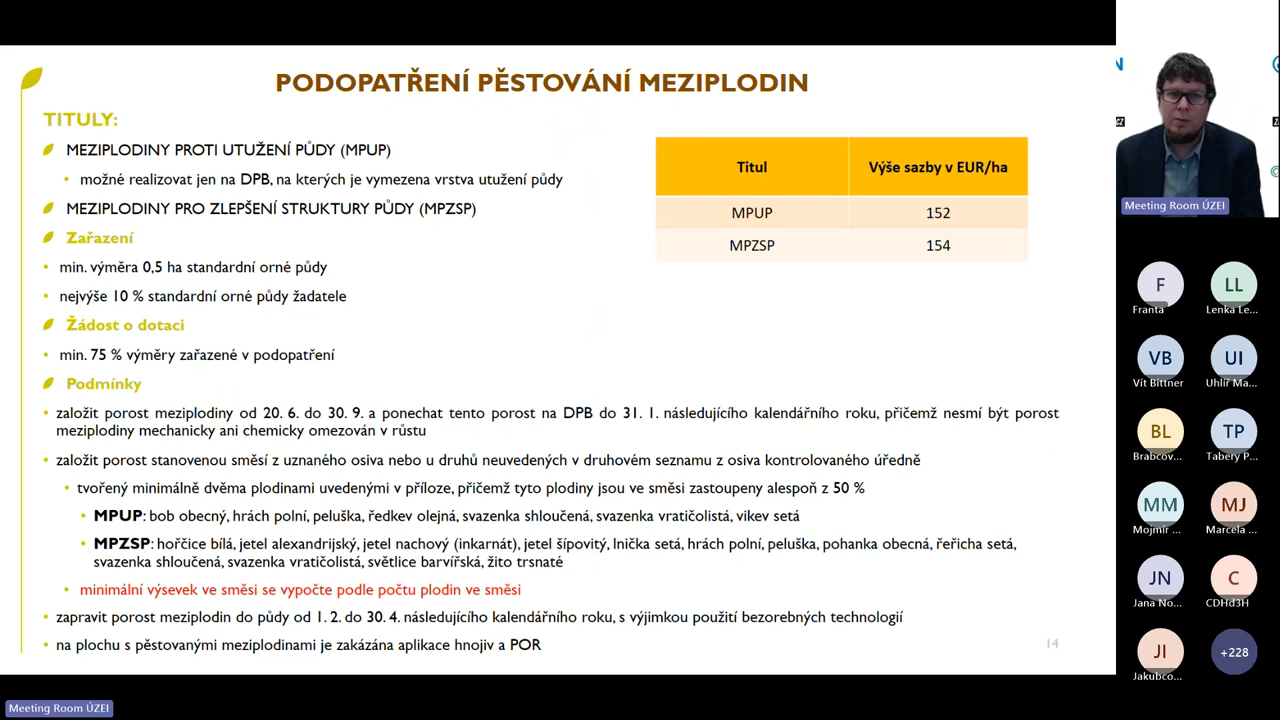 PODOPATŘENÍ PĚSTOVÁNÍ MEZIPLODIN
TITULY:
MEZIPLODINY PROTI UTUŽENÍ PŮDY (MPUP)
• možné realizovat jen na DPB, na kterých je vymezena vrstva utužení půdy
MEZIPLODINY PRO ZLEPŠENÍ STRUKTURY PŮDY (MPZSP)
Zařazení
• min. výměra 0,5 ha standardní orné půdy
• nejvýše 10 % standardní orné půdy žadatele
Žádost o dotaci
• min. 75 % výměry zařazené v podopatření
Podmínky
• založit porost meziplodiny od 20. 6. do 30. 9. a ponechat tento porost na DPB do 31. 1. následujícího kalendářního roku, přičemž nesmí být porost
meziplodiny mechanicky ani chemicky omezován v růstu
• založit porost stanovenou směsí z uznaného osiva nebo u druhů neuvedených v druhovém seznamu z osiva kontrolovaného úředně
• tvořený minimálně dvěma plodinami uvedenými v příloze, přičemž tyto plodiny jsou ve směsi zastoupeny alespoň z 50 %
• MPUP: bob obecný, hrách polní, peluška, ředkev olejná, svazenka shloučená, svazenka vratičolistá, vikev setá
• MPZSP: hořčice bílá, jetel alexandrijský, jetel nachový (inkarnát), jetel šípovitý, lnička setá, hrách polní, peluška, pohanka obecná, řeřicha setá,
svazenka shloučená, svazenka vratičolistá, světlice barvířská, žito trsnaté
• minimální výsevek ve směsi se vypočte podle počtu plodin ve směsi
• zapravit porost meziplodin do půdy od 1. 2. do 30. 4. následujícího kalendářního roku, s výjimkou použití bezorebných technologií
• na plochu s pěstovanými meziplodinami je zakázána aplikace hnojiv a POR
14
Titul Výše sazby v EUR/ha
MPUP 152
MPZSP 154
Meeting Room ÚZEI
F LL
Franta Lenka Le...
VB UI
Vít Bittner Uhlíř Ma...
BL TP
Brabcov... Tabery P...
MM MJ
Mojmír ... Marcela ...
JN C
Jana No... CDHd3H
JI +228
Jakubco...
Meeting Room ÚZEI